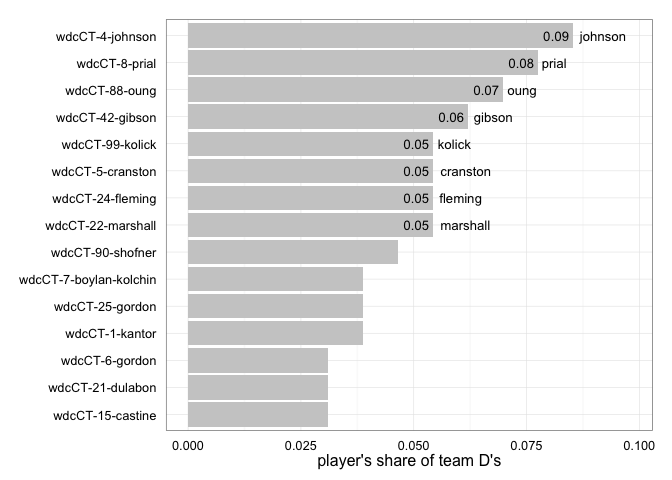 wdcCT-4-johnson 0.09 johnson
wdcCT-8-prial 0.08 prial
wdcCT-88-oung 0.07 oung
wdcCT-42-gibson 0.06 gibson
wdcCT-99-kolick 0.05 kolick
wdcCT-5-cranston 0.05 cranston
wdcCT-24-fleming 0.05 fleming
wdcCT-22-marshall 0.05 marshall
wdcCT-90-shofner
wdcCT-7-boylan-kolchin
wdcCT-25-gordon
wdcCT-1-kantor
wdcCT-6-gordon
wdcCT-21-dulabon
wdcCT-15-castine
0.000 0.025 0.050 0.075 0.100
player's share of team D's